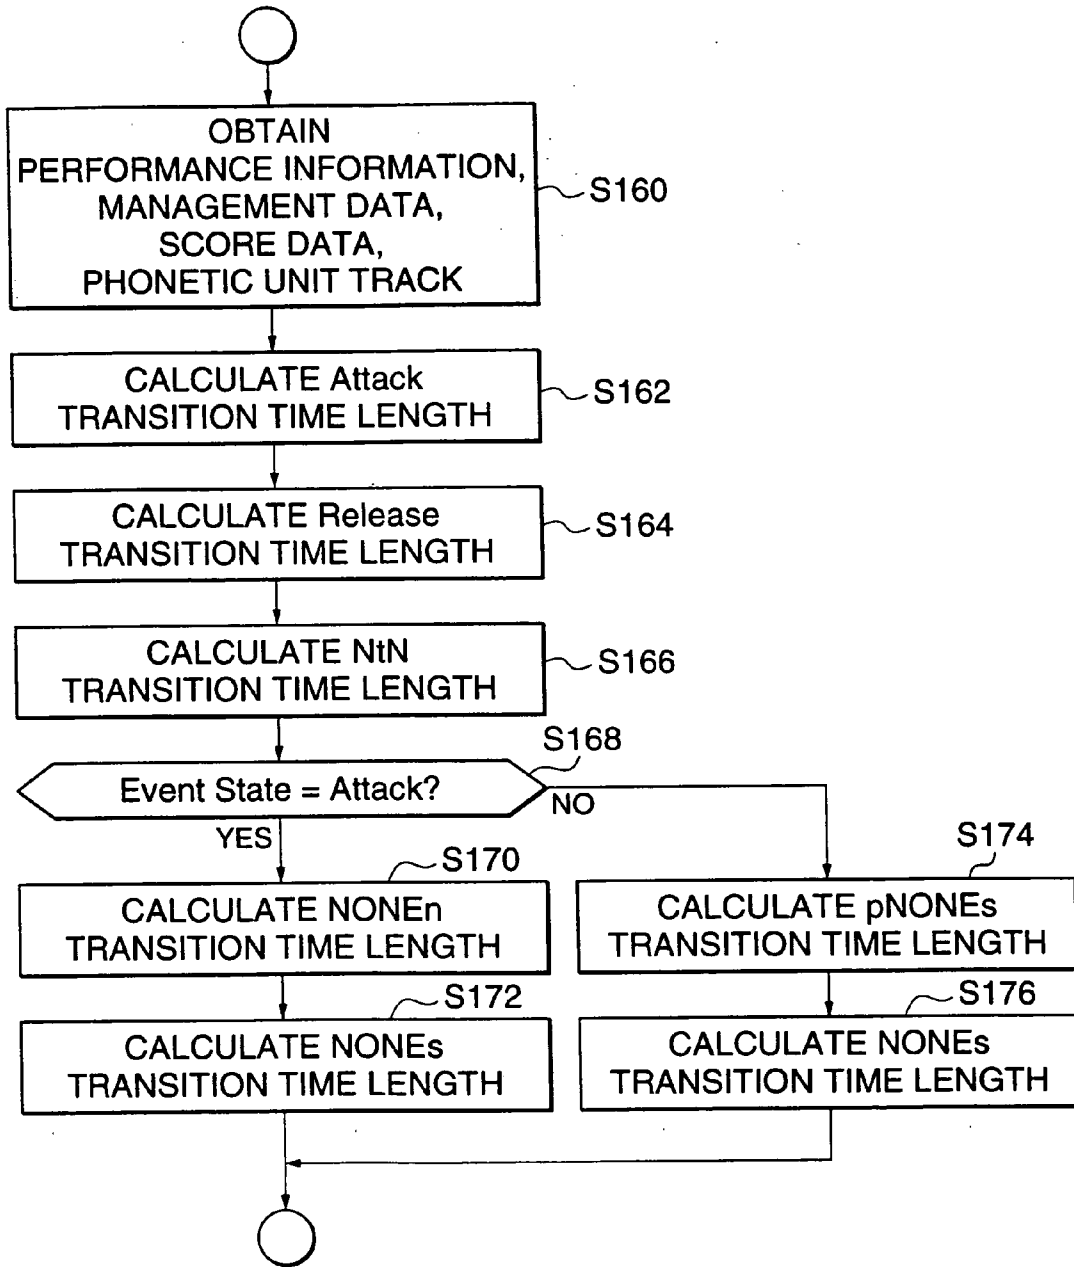 OBTAIN
PERFORMANCE INFORMATION,
MANAGEMENT DATA,
SCORE DATA,
PHONETIC UNIT TRACK
S160
CALCULATE Attack
TRANSITION TIME LENGTH
S162
CALCULATE Release
TRANSITION TIME LENGTH
S164
CALCULATE NtN
TRANSITION TIME LENGTH
S166
S168
Event State = Attack?
NO
YES
S170
CALCULATE NONEn
TRANSITION TIME LENGTH
S172
CALCULATE NONEs
TRANSITION TIME LENGTH
S174
CALCULATE pNONEs
TRANSITION TIME LENGTH
S176
CALCULATE NONEs
TRANSITION TIME LENGTH